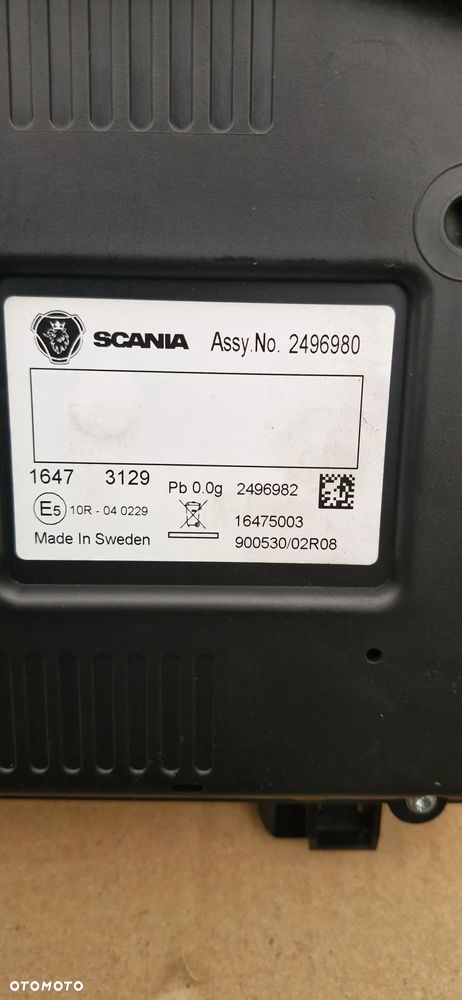 SCANIA Assy.No. 2496980
1647 3129
Pb 0.0g 2496982
E5 10R - 04 0229
16475003
Made In Sweden
900530/02R08
OTOMOTO